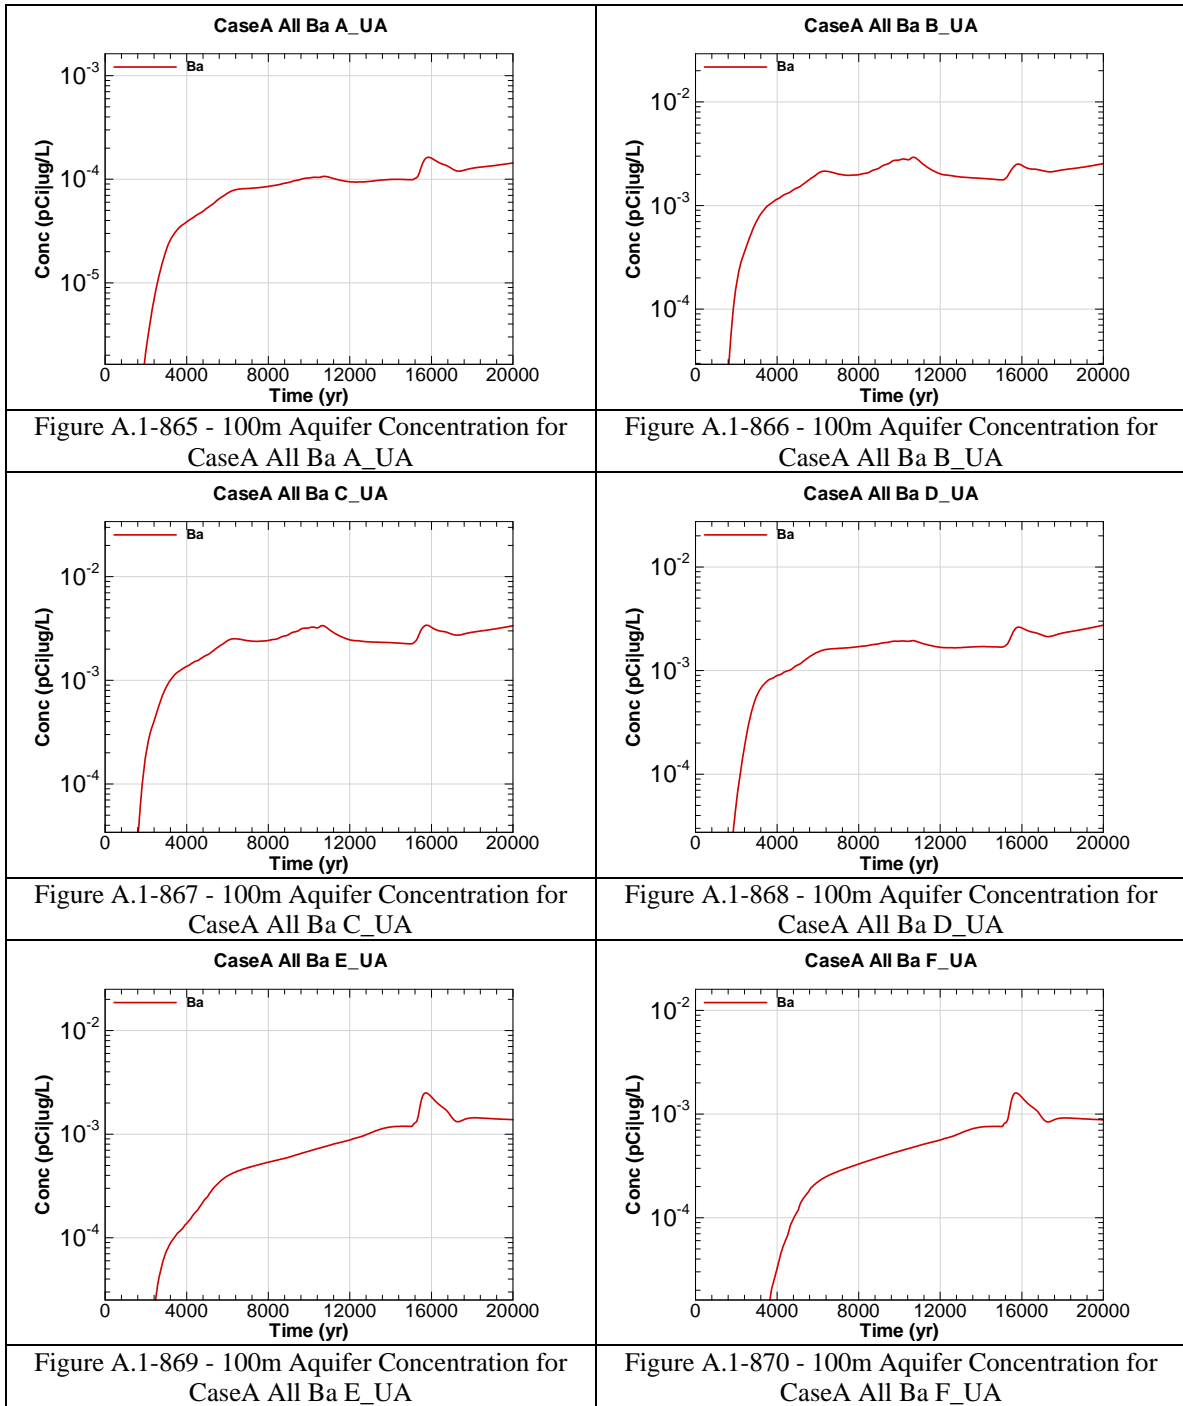 CaseA All Ba A_UA
Ba
Conc (pCi|ug/L)
10-3
10-4
10-5
0 4000 8000 12000 16000 20000
Time (yr)
Figure A.1-865 - 100m Aquifer Concentration for
CaseA All Ba A_UA
CaseA All Ba B_UA
Ba
Conc (pCi|ug/L)
10-2
10-3
10-4
0 4000 8000 12000 16000 20000
Time (yr)
Figure A.1-866 - 100m Aquifer Concentration for
CaseA All Ba B_UA
CaseA All Ba C_UA
Ba
Conc (pCi|ug/L)
10-2
10-3
10-4
0 4000 8000 12000 16000 20000
Time (yr)
Figure A.1-867 - 100m Aquifer Concentration for
CaseA All Ba C_UA
CaseA All Ba D_UA
Ba
Conc (pCi|ug/L)
10-2
10-3
10-4
0 4000 8000 12000 16000 20000
Time (yr)
Figure A.1-868 - 100m Aquifer Concentration for
CaseA All Ba D_UA
CaseA All Ba E_UA
Ba
Conc (pCi|ug/L)
10-2
10-3
10-4
0 4000 8000 12000 16000 20000
Time (yr)
Figure A.1-869 - 100m Aquifer Concentration for
CaseA All Ba E_UA
CaseA All Ba F_UA
Ba
Conc (pCi|ug/L)
10-2
10-3
10-4
0 4000 8000 12000 16000 20000
Time (yr)
Figure A.1-870 - 100m Aquifer Concentration for
CaseA All Ba F_UA